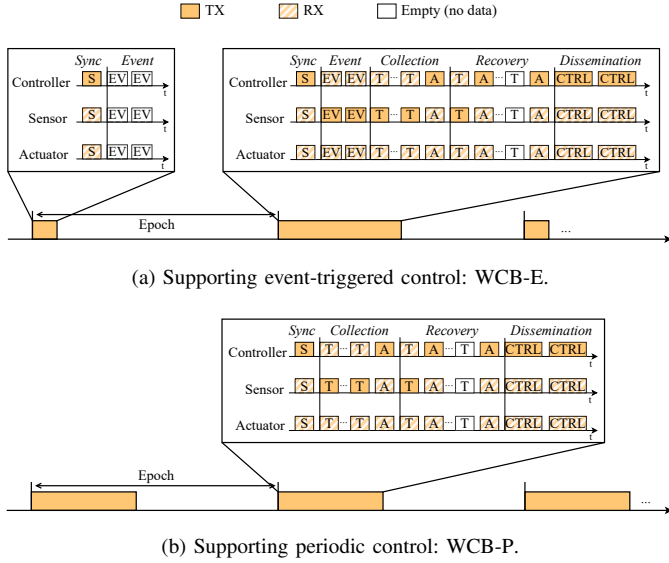 TX RX Empty (no data)
Sync Event
Controller S EV EV t
Sensor S EV EV t
Actuator S EV EV t
Sync Event Collection Recovery Dissemination
Controller S EV EV T ... T A T A ... T A CTRL CTRL t
Sensor S EV EV T ... T A T A ... T A CTRL CTRL t
Actuator S EV EV T ... T A T A ... T A CTRL CTRL t
Epoch
...
(a) Supporting event-triggered control: WCB-E.
Sync Collection Recovery Dissemination
Controller S T ... T A T A ... T A CTRL CTRL t
Sensor S T ... T A T A ... T A CTRL CTRL t
Actuator S T ... T A T A ... T A CTRL CTRL t
Epoch
...
(b) Supporting periodic control: WCB-P.